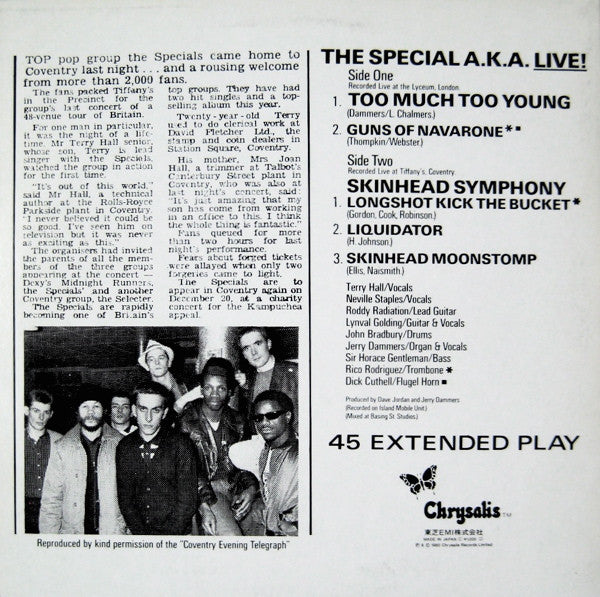 TOP pop group the Specials came home to
Coventry last night . . . and a rousing welcome
from more than 2,000 fans.
The fans packed Tiffany's
in the Precinct for the
group's last concert of a
48-venue tour of Britain.
For one man in particular,
it was the night of a life-
time. Mr Terry Hall senior,
whose son, Terry is lead
singer with the Specials,
watched the group in action
for the first time.
"It's out of this world,"
said Mr Hall, a technical
author at the Rolls-Royce
Parkside plant in Coventry.
"I never believed it could be
so good. I've seen him on
television but it was never
as exciting as this."
The organisers had invited
the parents of all the mem-
bers of the three groups
appearing at the concert —
Dexy's Midnight Runners,
the Specials' and another
Coventry group, the Selecter.
The Specials are rapidly
becoming one of Britain's
top groups. They have had
two hit singles and a top-
selling album this year.
Twenty-year-old Terry
used to do clerical work at
David Fletcher Ltd., the
stamp and coin dealers in
Station Square, Coventry.
His mother, Mrs Joan
Hall, a trimmer at Talbot's
Canterbury Street plant in
Coventry, who was also at
last night's concert, said:
"It's just amazing that my
son has come from working
in an office to this. I think
the whole thing is fantastic."
Fans queued for more
than two hours for last
night's performance.
Fears about forged tickets
were allayed when only two
forgeries came to light.
The Specials are to
appear in Coventry again on
December 20, at a charity
concert for the Kampuchea
appeal.
Reproduced by kind permission of the "Coventry Evening Telegraph"
THE SPECIAL A.K.A. LIVE!
Side One
Recorded Live at the Lyceum, London.
1. TOO MUCH TOO YOUNG
(Dammers/L. Chalmers.)
2. GUNS OF NAVARONE*▪
(Thompkin/Webster.)
Side Two
Recorded Live at Tiffany's. Coventry.
SKINHEAD SYMPHONY
1. LONGSHOT KICK THE BUCKET*
(Gordon, Cook, Robinson.)
2. LIQUIDATOR
(H. Johnson.)
3. SKINHEAD MOONSTOMP
(Ellis, Naismith.)
Terry Hall/Vocals
Neville Staples/Vocals
Roddy Radiation/Lead Guitar
Lynval Golding/Guitar & Vocals
John Bradbury/Drums
Jerry Dammers/Organ & Vocals
Sir Horace Gentleman/Bass
Rico Rodriguez/Trombone *
Dick Cuthell/Flugel Horn ▪
Produced by Dave Jordan and Jerry Dammers
(Recorded on Island Mobile Unit.)
(Mixed at Basing St. Studios.)
45 EXTENDED PLAY
Chrysalis TM
東芝EMI株式会社
MADE IN JAPAN
1980 Chrysalis Records Limited